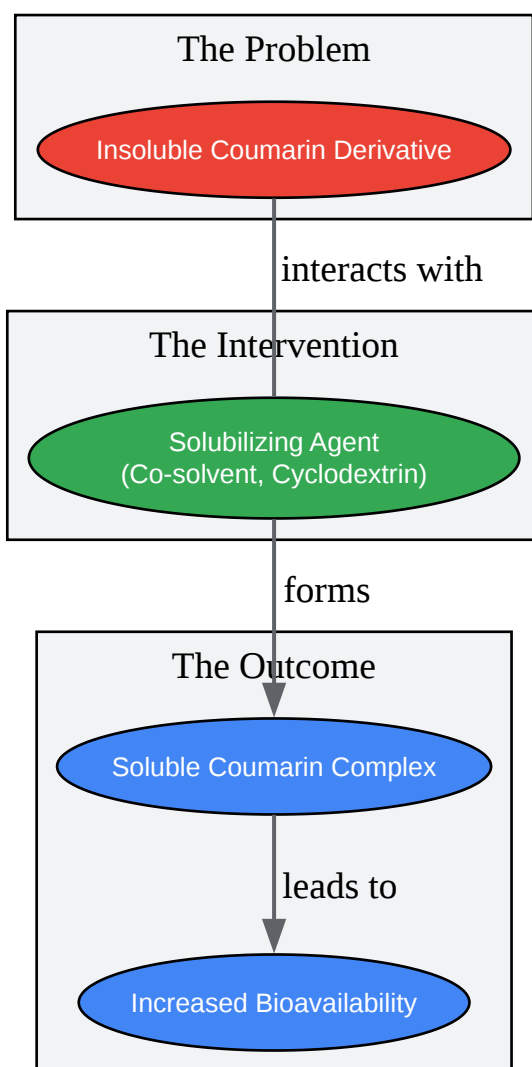 The Problem
Insoluble Coumarin Derivative
interacts with
The Intervention
Solubilizing Agent
(Co-solvent, Cyclodextrin)
forms
The Outcome
Soluble Coumarin Complex
leads to
Increased Bioavailability